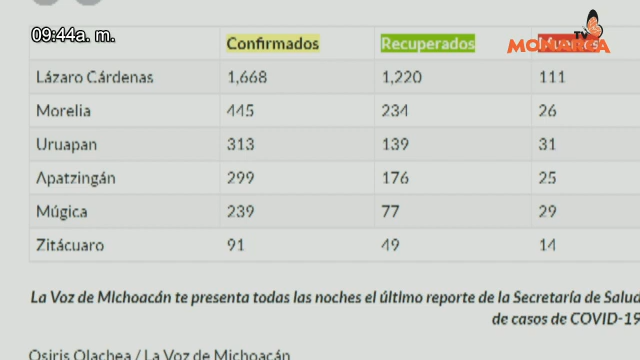 09:44a. m.
TV
MONARCA
Confirmados Recuperados Muertos
Lázaro Cárdenas 1,668 1,220 111
Morelia 445 234 26
Uruapan 313 139 31
Apatzingán 299 176 25
Múgica 239 77 29
Zitácuaro 91 49 14
La Voz de Michoacán te presenta todas las noches el último reporte de la Secretaría de Salud
de casos de COVID-19
Osiris Olachea / La Voz de Michoacán